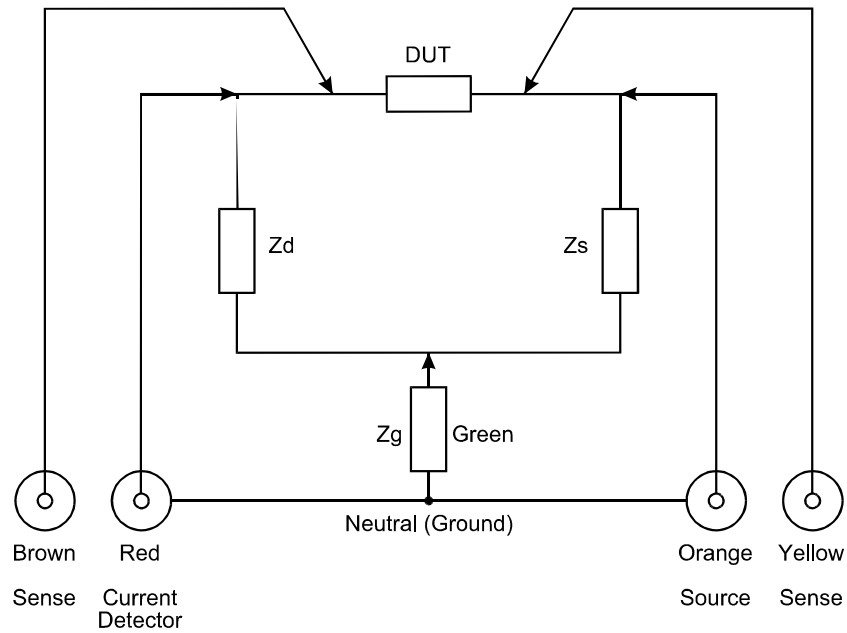 DUT
Zd
Zs
Zg Green
Neutral (Ground)
Brown Red Orange Yellow
Sense Current Source Sense
Detector